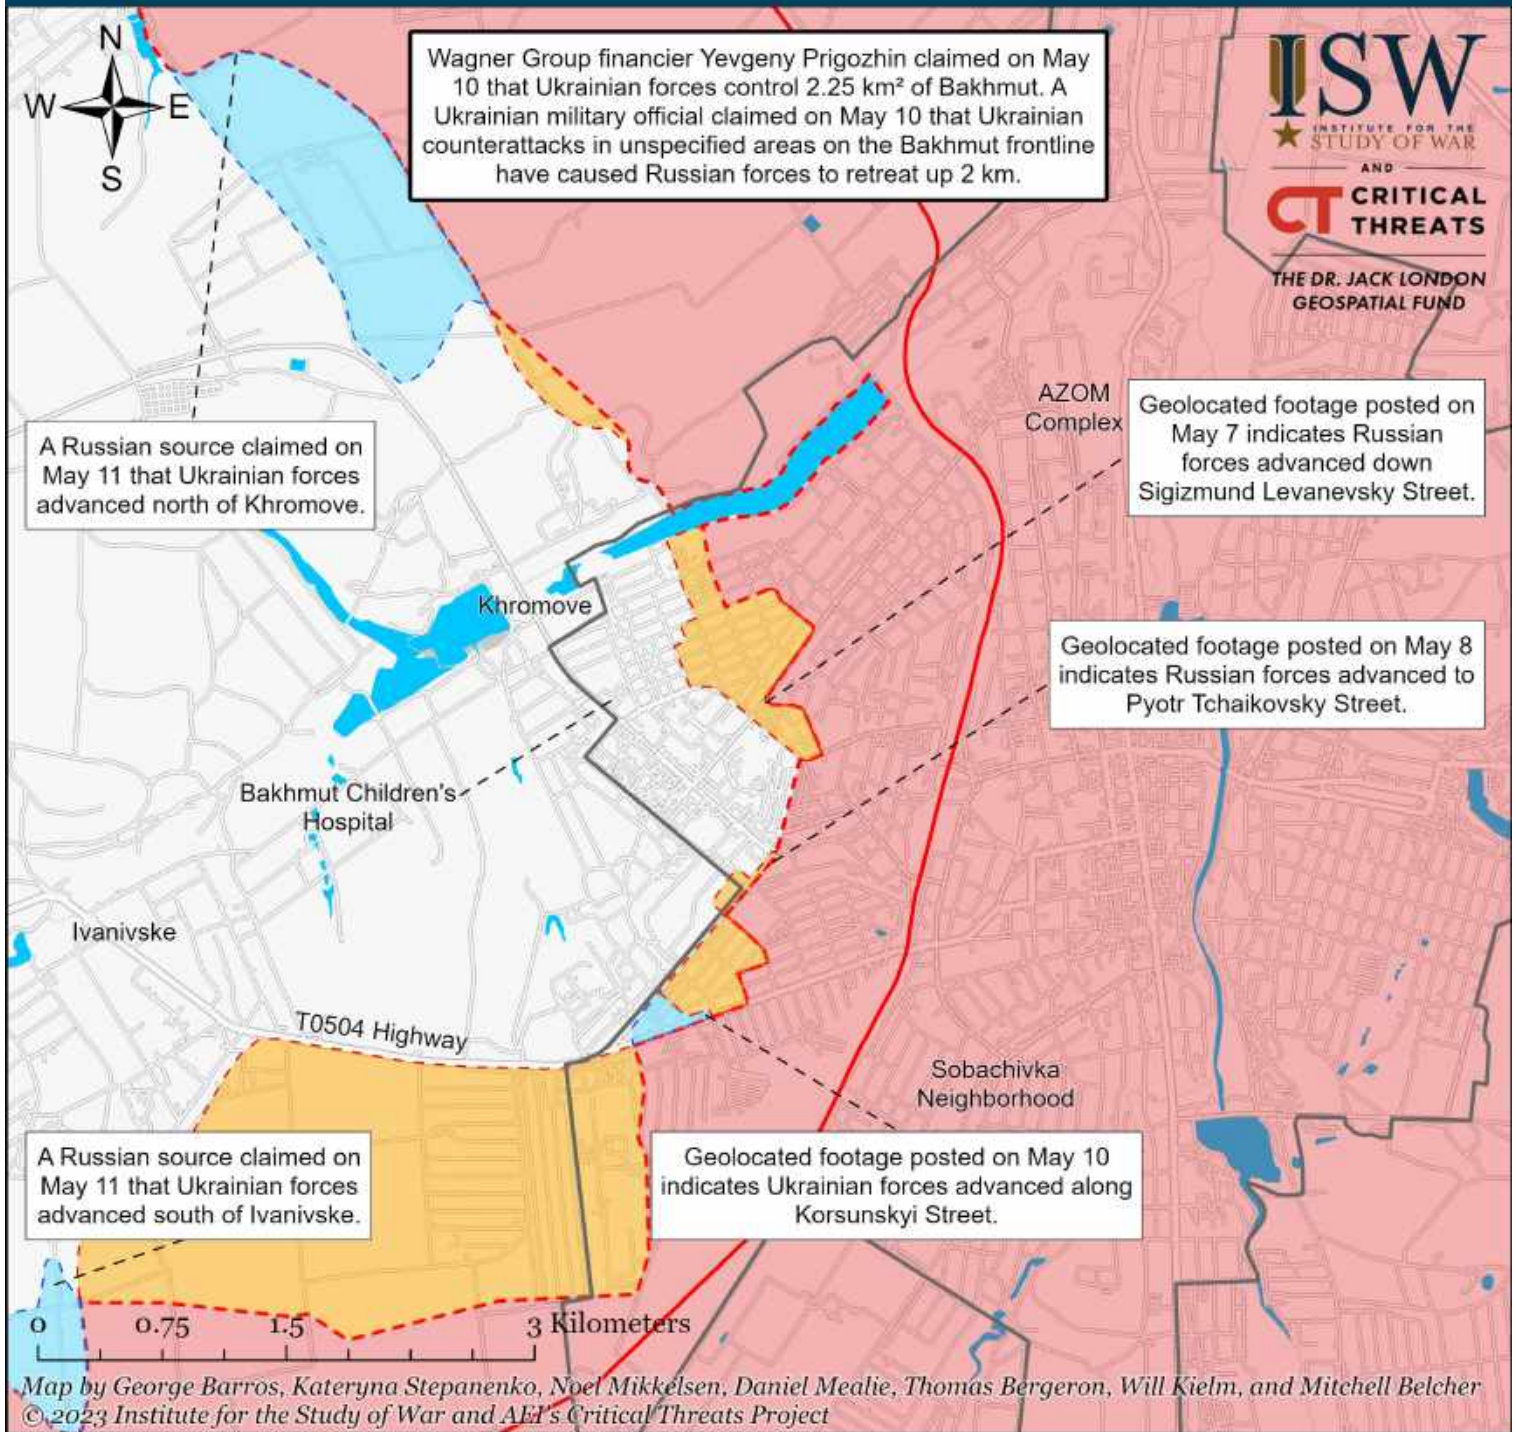 N
W
E
S
Wagner Group financier Yevgeny Prigozhin claimed on May
10 that Ukrainian forces control 2.25 km² of Bakhmut. A
Ukrainian military official claimed on May 10 that Ukrainian
counterattacks in unspecified areas on the Bakhmut frontline
have caused Russian forces to retreat up 2 km.
ISW
INSTITUTE FOR THE
STUDY OF WAR
AND
CT CRITICAL
THREATS
THE DR. JACK LONDON
GEOSPATIAL FUND
AZOM
Complex
Geolocated footage posted on
May 7 indicates Russian
forces advanced down
Sigizmund Levanevsky Street.
A Russian source claimed on
May 11 that Ukrainian forces
advanced north of Khromove.
Khromove
Geolocated footage posted on May 8
indicates Russian forces advanced to
Pyotr Tchaikovsky Street.
Bakhmut Children's
Hospital
Ivanivske
T0504 Highway
Sobachivka
Neighborhood
A Russian source claimed on
May 11 that Ukrainian forces
advanced south of Ivanivske.
Geolocated footage posted on May 10
indicates Ukrainian forces advanced along
Korsunskyi Street.
0 0.75 1.5 3 Kilometers
Map by George Barros, Kateryna Stepanenko, Noel Mikkelsen, Daniel Mealie, Thomas Bergeron, Will Kielm, and Mitchell Belcher
© 2023 Institute for the Study of War and AEI's Critical Threats Project